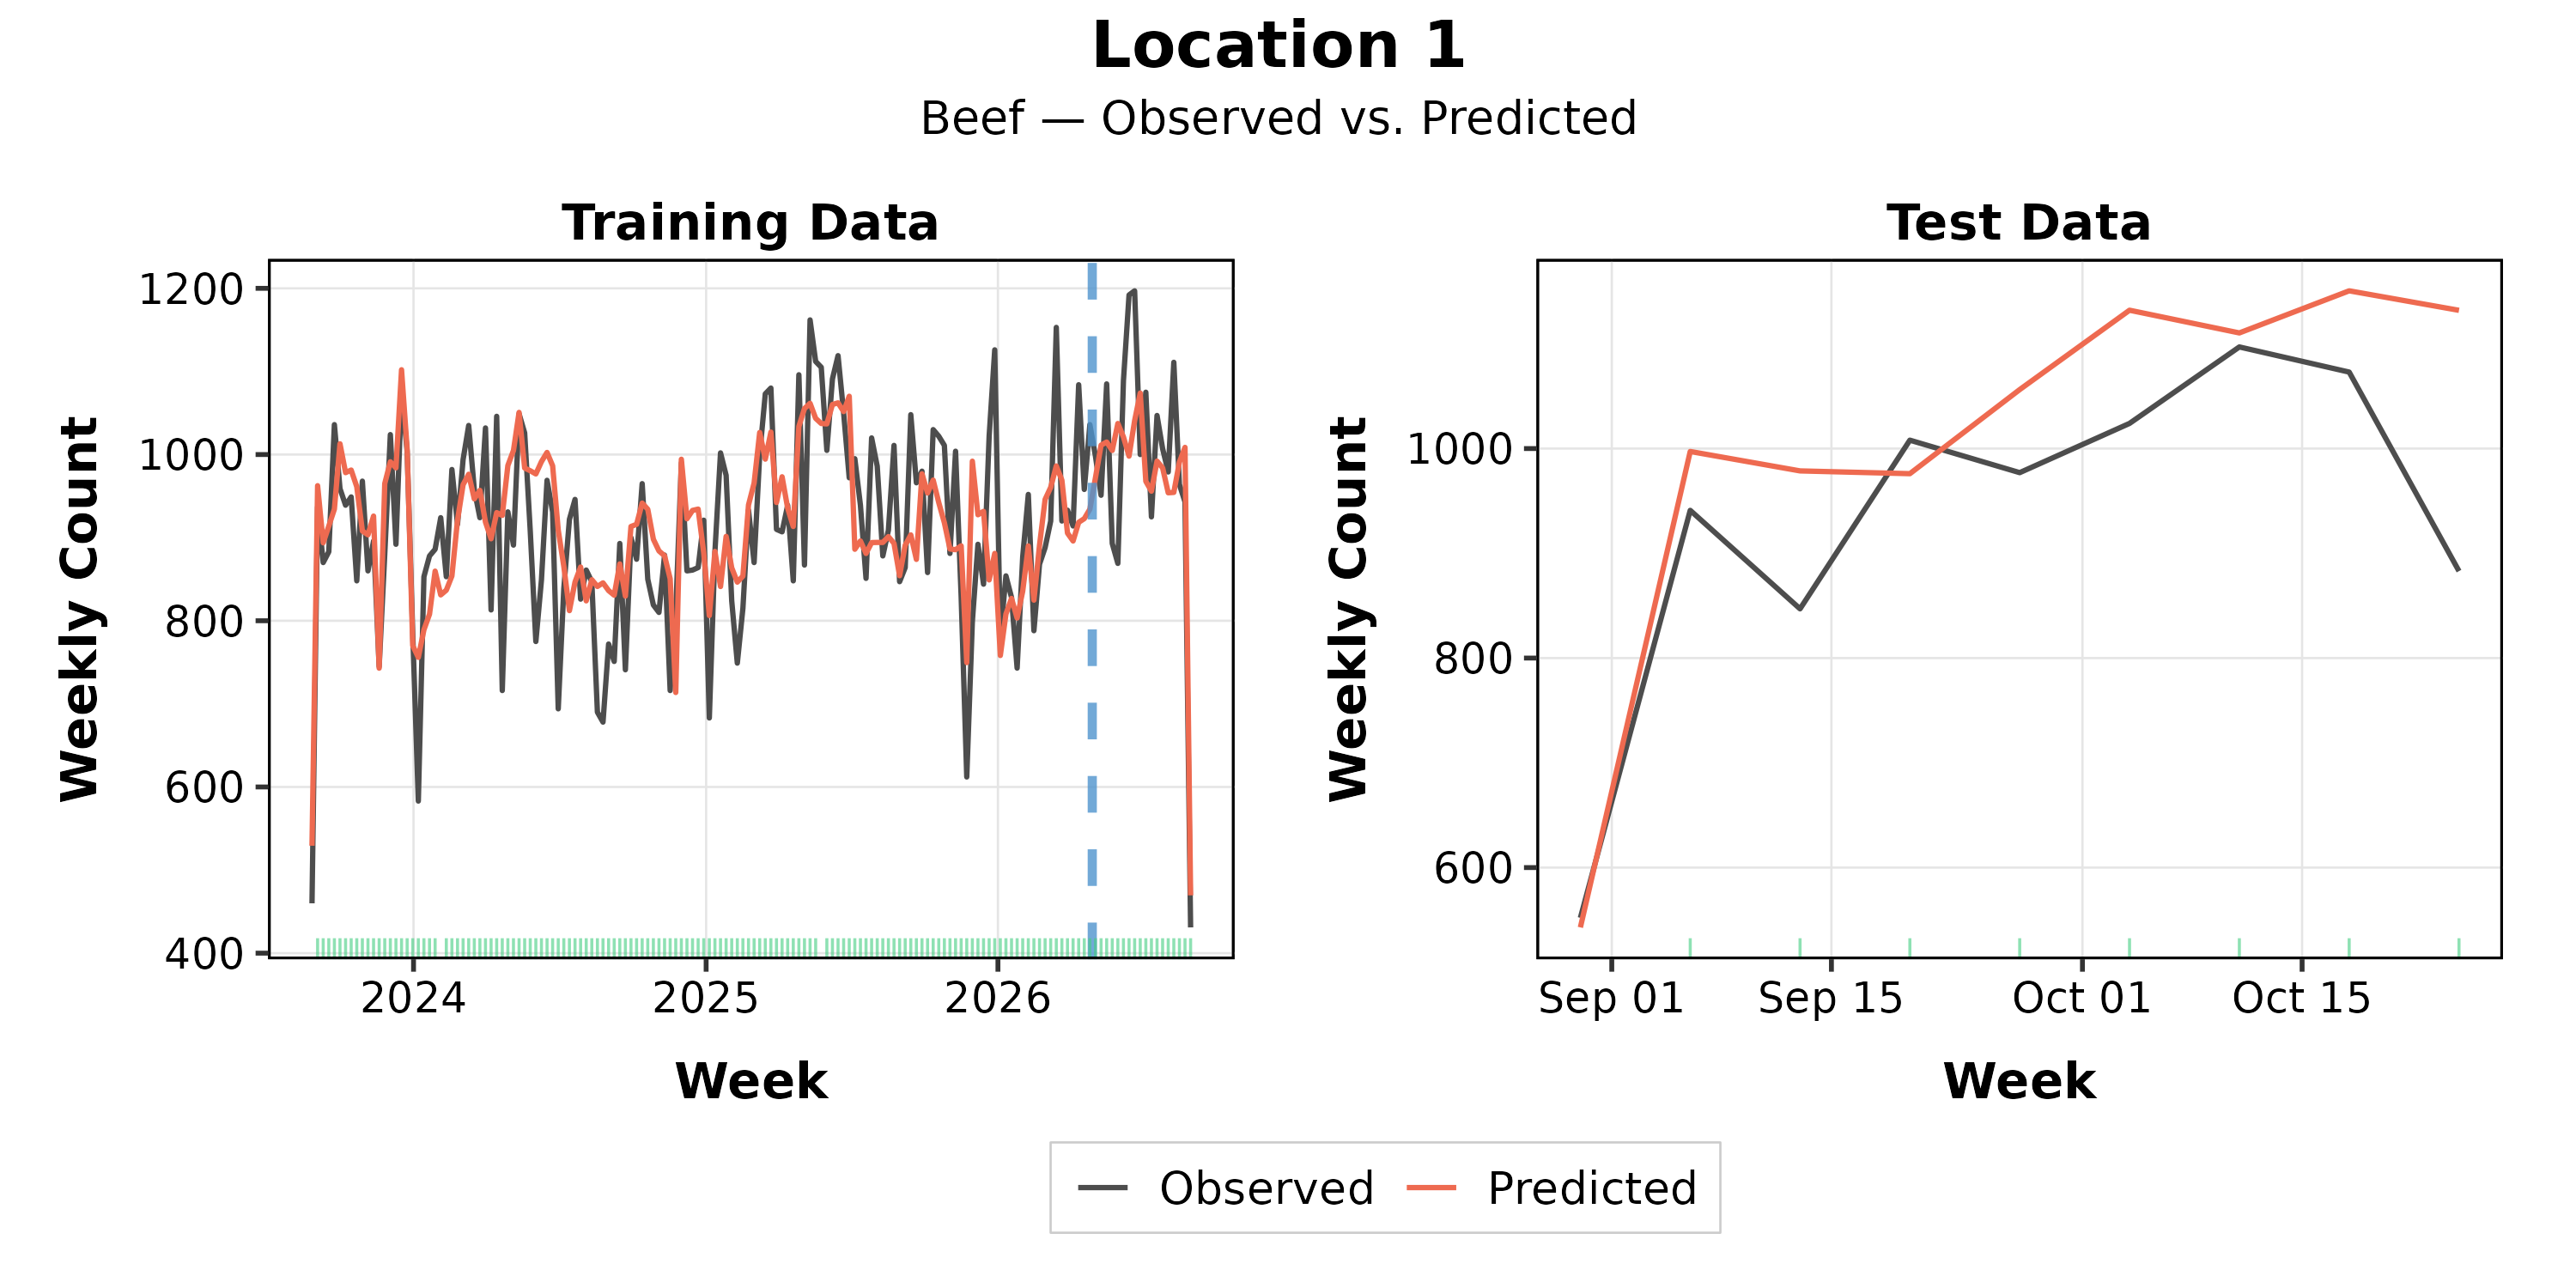 Location 1
Beef — Observed vs. Predicted
Training Data
Weekly Count
1200
1000
800
600
400
2024
2025
2026
Week
Test Data
Weekly Count
1000
800
600
Sep 01
Sep 15
Oct 01
Oct 15
Week
Observed
Predicted